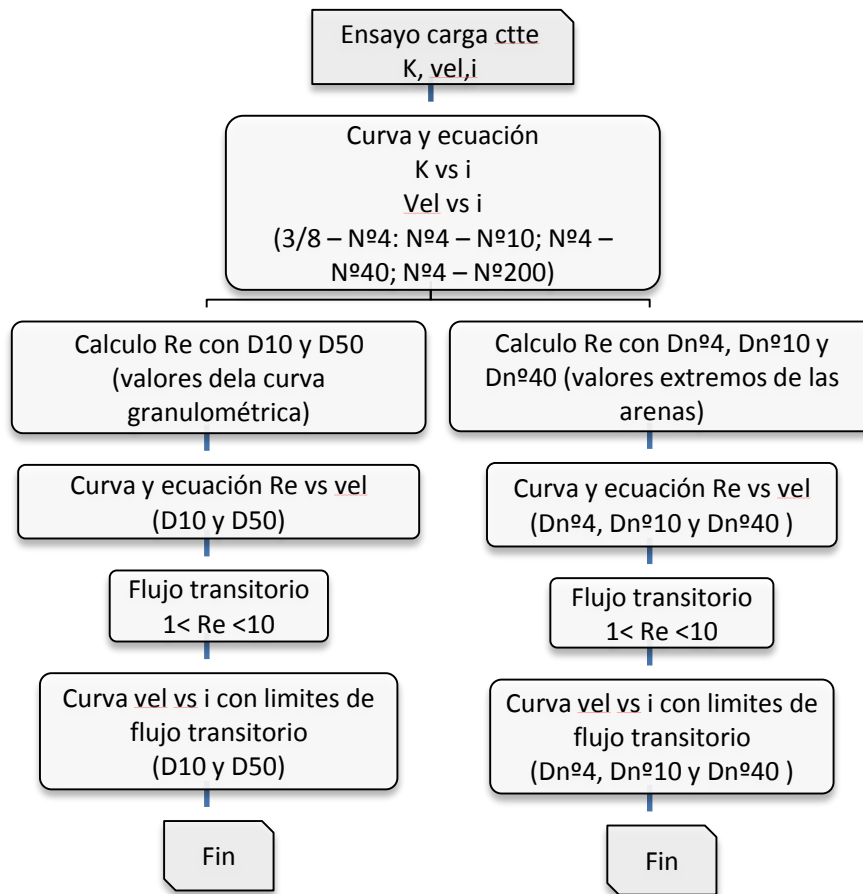 Ensayo carga ctte
K, vel,i
Curva y ecuación
K vs i
Vel vs i
(3/8 – Nº4: Nº4 – Nº10; Nº4 –
Nº40; Nº4 – Nº200)
Calculo Re con D10 y D50
(valores dela curva
granulométrica)
Curva y ecuación Re vs vel
(D10 y D50)
Flujo transitorio
1< Re <10
Curva vel vs i con limites de
flujo transitorio
(D10 y D50)
Fin
Calculo Re con Dnº4, Dnº10 y
Dnº40 (valores extremos de las
arenas)
Curva y ecuación Re vs vel
(Dnº4, Dnº10 y Dnº40 )
Flujo transitorio
1< Re <10
Curva vel vs i con limites de
flujo transitorio
(Dnº4, Dnº10 y Dnº40 )
Fin